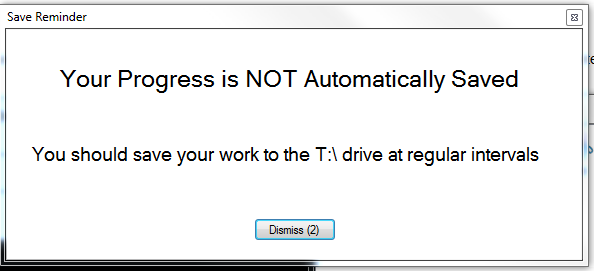 Save Reminder
Your Progress is NOT Automatically Saved
You should save your work to the T:\ drive at regular intervals
Dismiss (2)